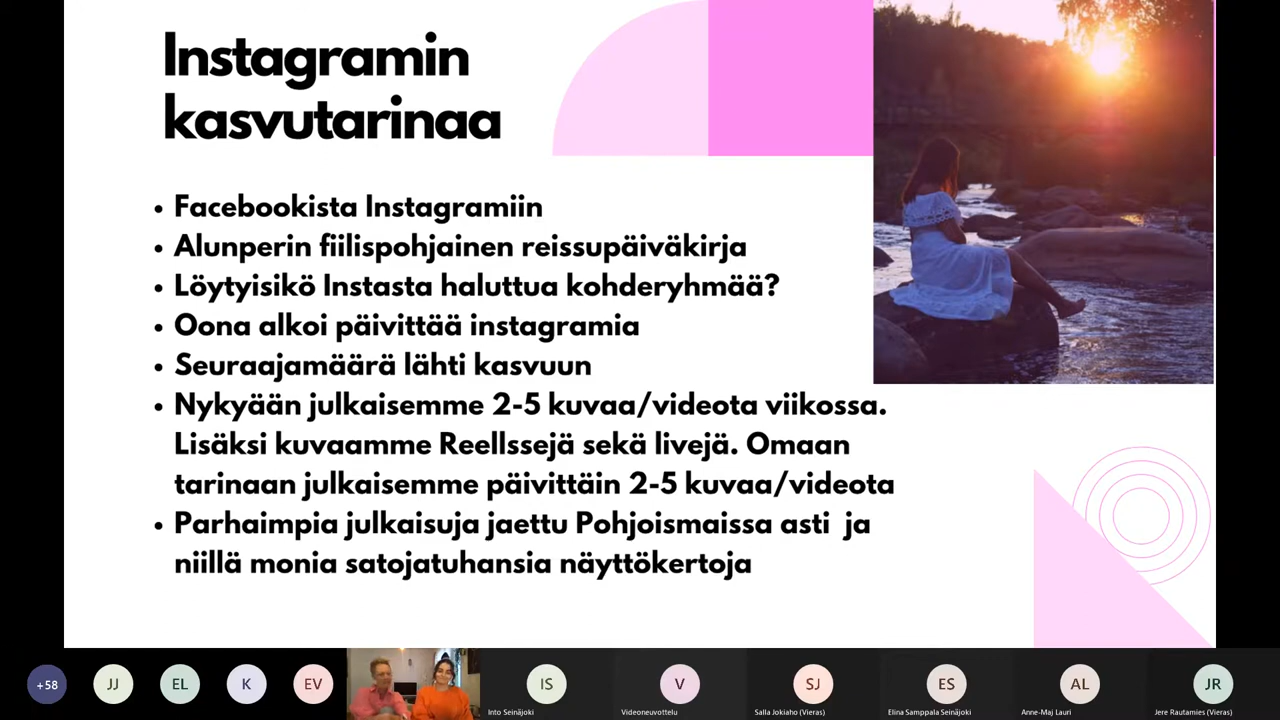 Instagramin
kasvutarinaa
• Facebookista Instagramiin
• Alunperin fiilispohjainen reissupäiväkirja
• Löytyisikö Instasta haluttua kohderyhmää?
• Oona alkoi päivittää instagramia
• Seuraajamäärä lähti kasvuun
• Nykyään julkaisemme 2-5 kuvaa/videota viikossa.
Lisäksi kuvaamme Reellssejä sekä livejä. Omaan
tarinaan julkaisemme päivittäin 2-5 kuvaa/videota
• Parhaimpia julkaisuja jaettu Pohjoismaissa asti ja
niillä monia satojatuhansia näyttökertoja
+58 JJ EL K EV IS V SJ ES AL JR
Into Seinäjoki Videoneuvottelu Salla Jokiaho (Vieras) Elina Samppala Seinäjoki Anne-Maj Lauri Jere Rautamies (Vieras)